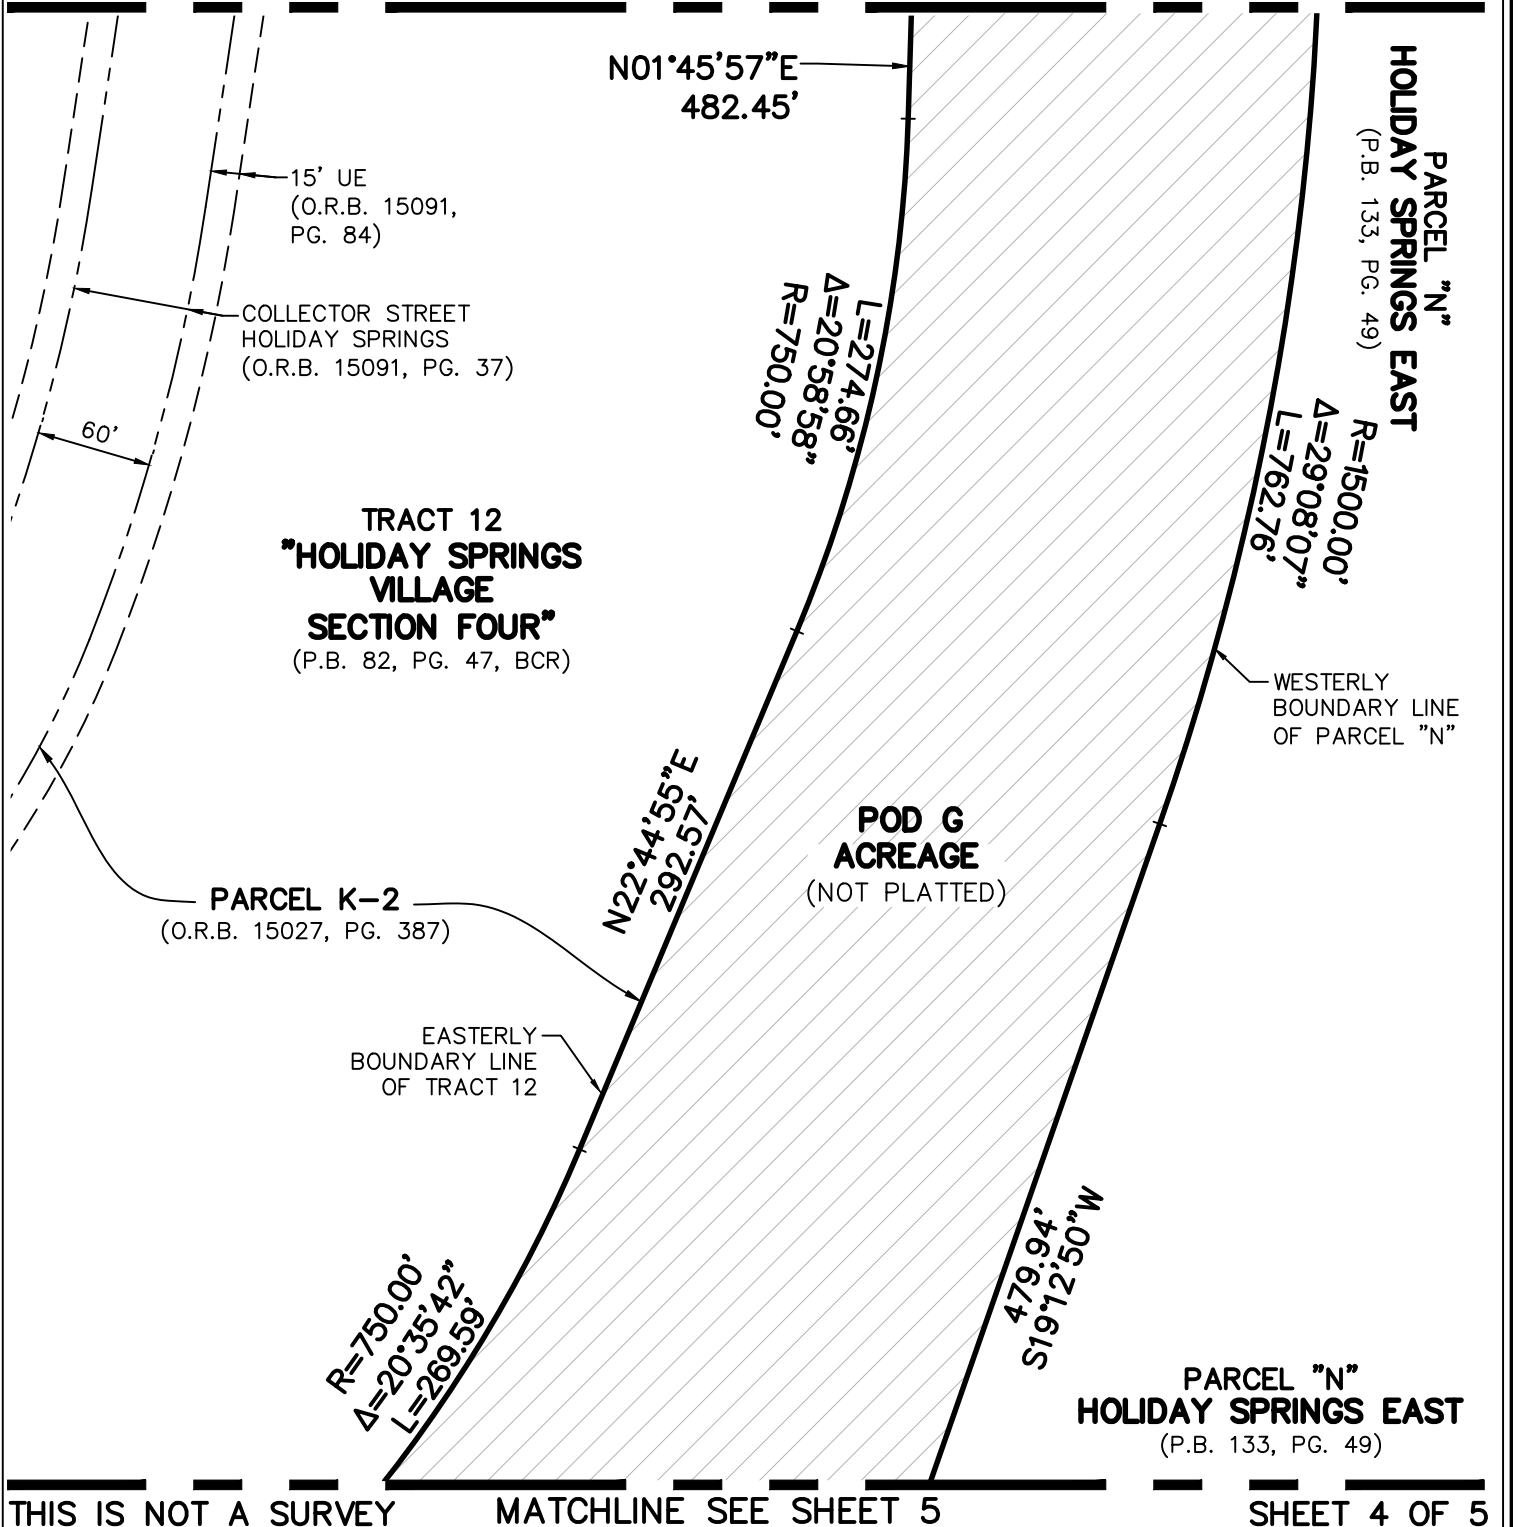 N01°45'57"E
482.45'
PARCEL "N"
HOLIDAY SPRINGS EAST
(P.B. 133, PG. 49)
15' UE
(O.R.B. 15091,
PG. 84)
COLLECTOR STREET
HOLIDAY SPRINGS
(O.R.B. 15091, PG. 37)
L=274.66'
Δ=20°58'58"
R=750.00'
R=1500.00'
Δ=29°08'07"
L=762.76'
60'
TRACT 12
"HOLIDAY SPRINGS
VILLAGE
SECTION FOUR"
(P.B. 82, PG. 47, BCR)
WESTERLY
BOUNDARY LINE
OF PARCEL "N"
N22°44'55"E
292.57'
POD G
ACREAGE
(NOT PLATTED)
PARCEL K-2
(O.R.B. 15027, PG. 387)
EASTERLY
BOUNDARY LINE
OF TRACT 12
479.94'
S19°12'50"W
R=750.00'
Δ=20°35'42"
L=269.59'
PARCEL "N"
HOLIDAY SPRINGS EAST
(P.B. 133, PG. 49)
THIS IS NOT A SURVEY
MATCHLINE SEE SHEET 5
SHEET 4 OF 5